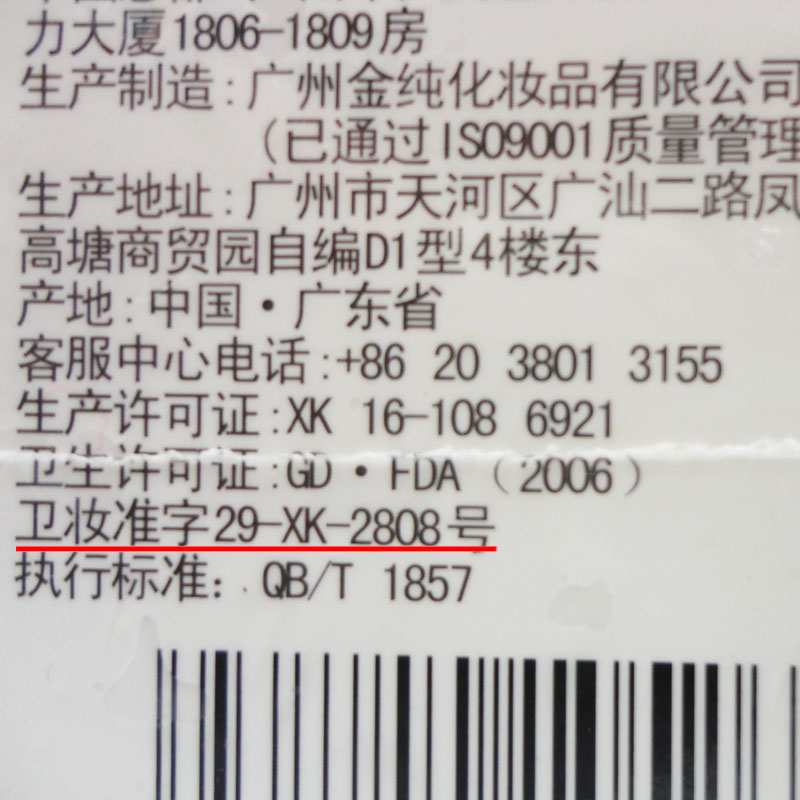 力大厦1806-1809房
生产制造:广州金纯化妆品有限公司
(已通过ISO9001质量管理
生产地址:广州市天河区广汕二路凤
高塘商贸园自编D1型4楼东
产地:中国·广东省
客服中心电话:+86 20 3801 3155
生产许可证:XK 16-108 6921
卫生许可证:GD·FDA(2006)
卫妆准字29-XK-2808号
执行标准: QB/T 1857